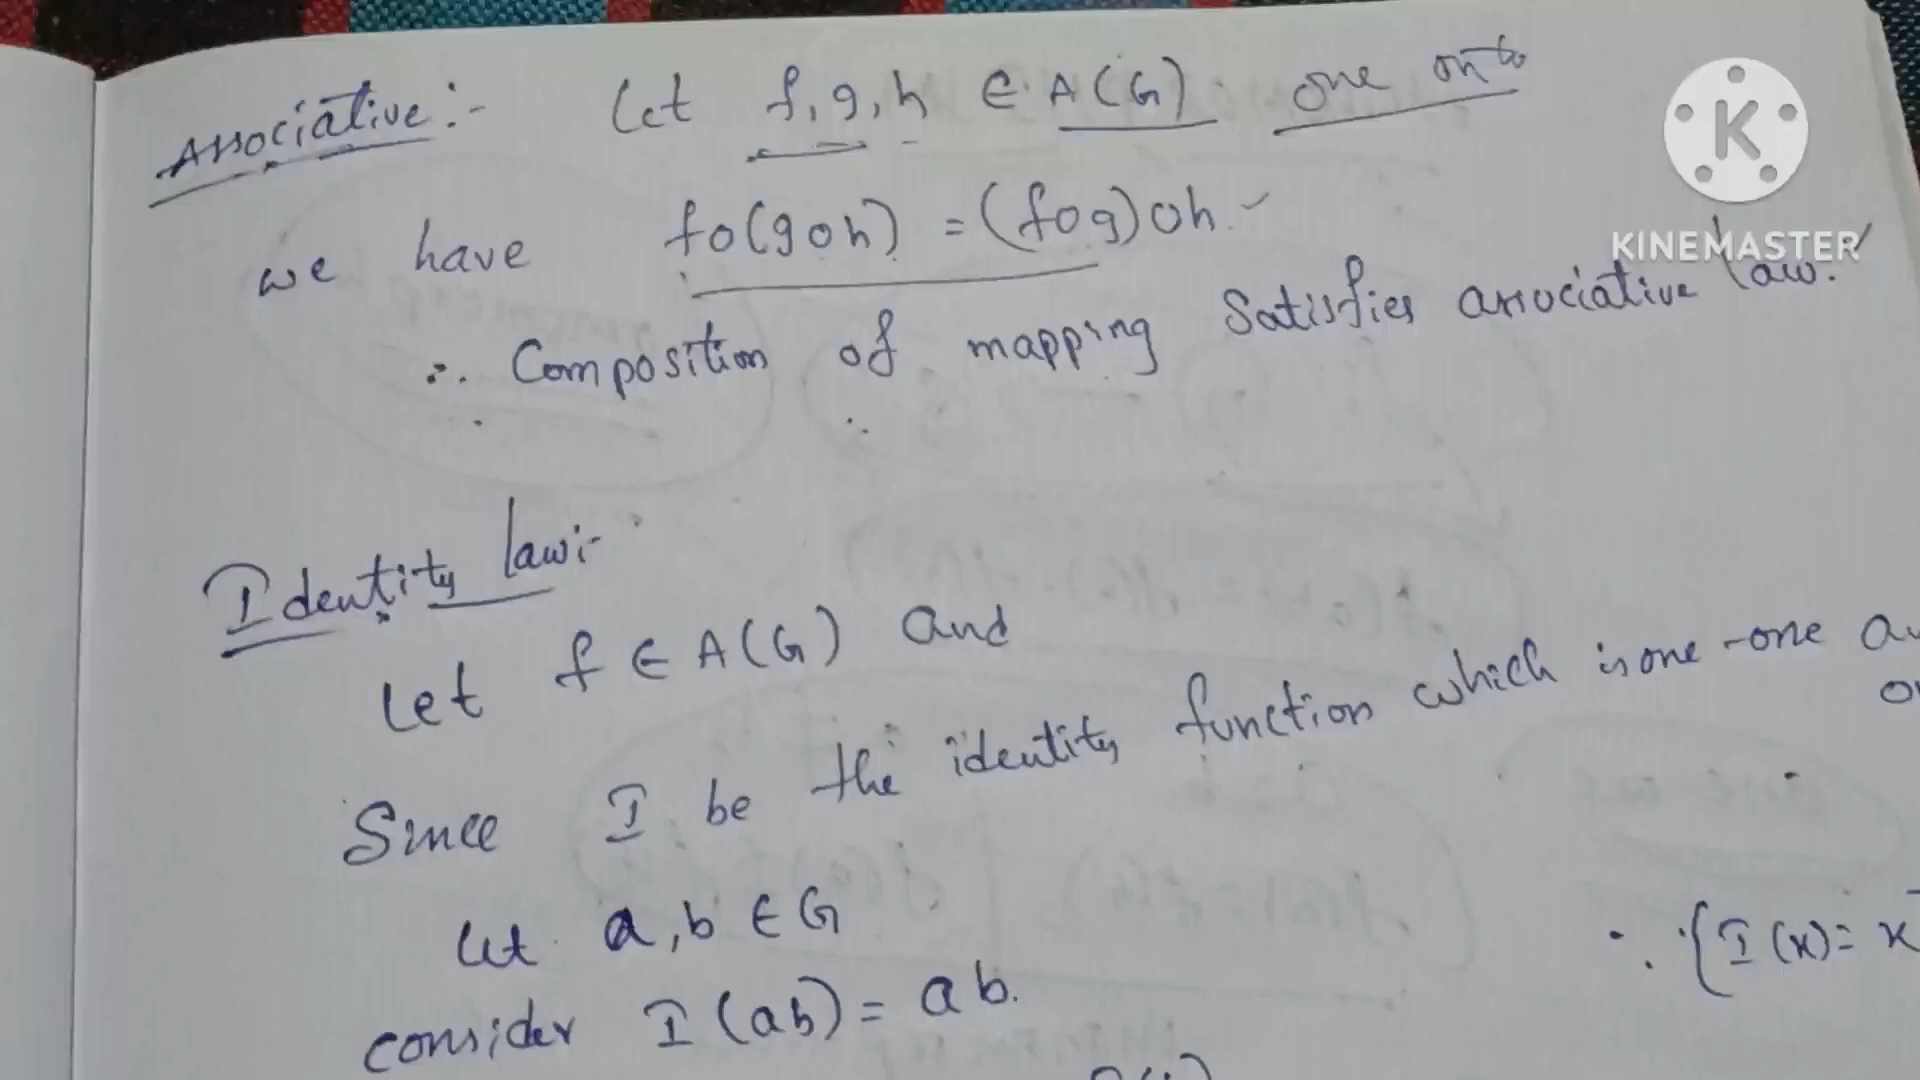 Associative:- Let f, g, h ∈ A(G) one onto
we have fo(goh) = (fog)oh
∴ Composition of mapping Satisfies associative law.
K
KINEMASTER
Identity law:-
Let f ∈ A(G) and
Since I be the identity function which is one-one
Let a, b ∈ G
∵ {I(x) = x
consider I(ab) = ab.